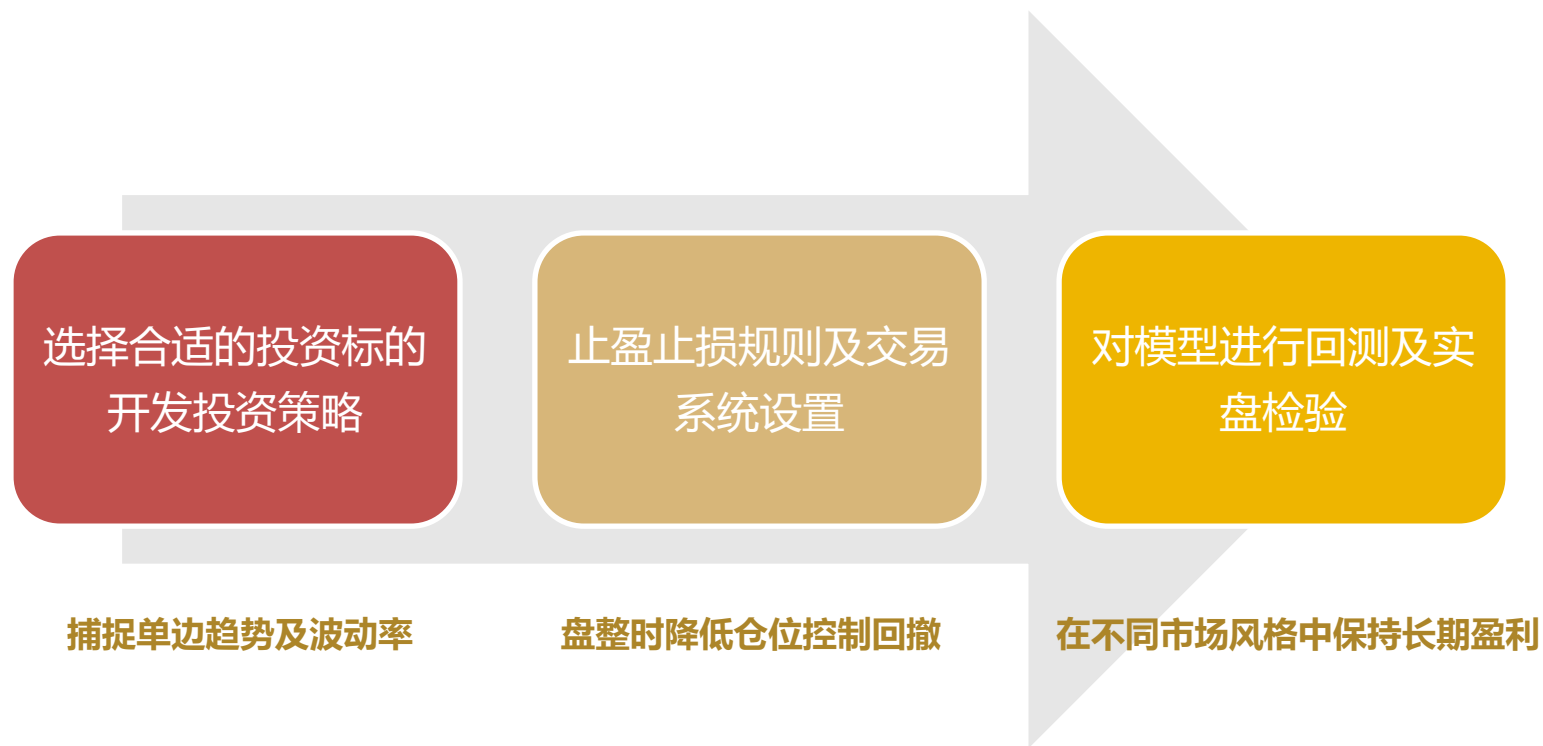 选择合适的投资标的
开发投资策略
止盈止损规则及交易
系统设置
对模型进行回测及实
盘检验
捕捉单边趋势及波动率
盘整时降低仓位控制回撤
在不同市场风格中保持长期盈利